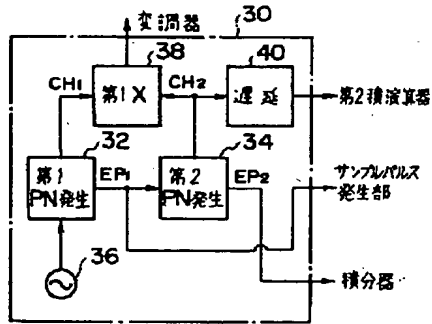 変調器
30
38
40
CH1
第1X
CH2
遅延
第2積演算器
32
34
第1
PN発生
EP1
第2
PN発生
EP2
サンプルパルス
発生部
36
積分器